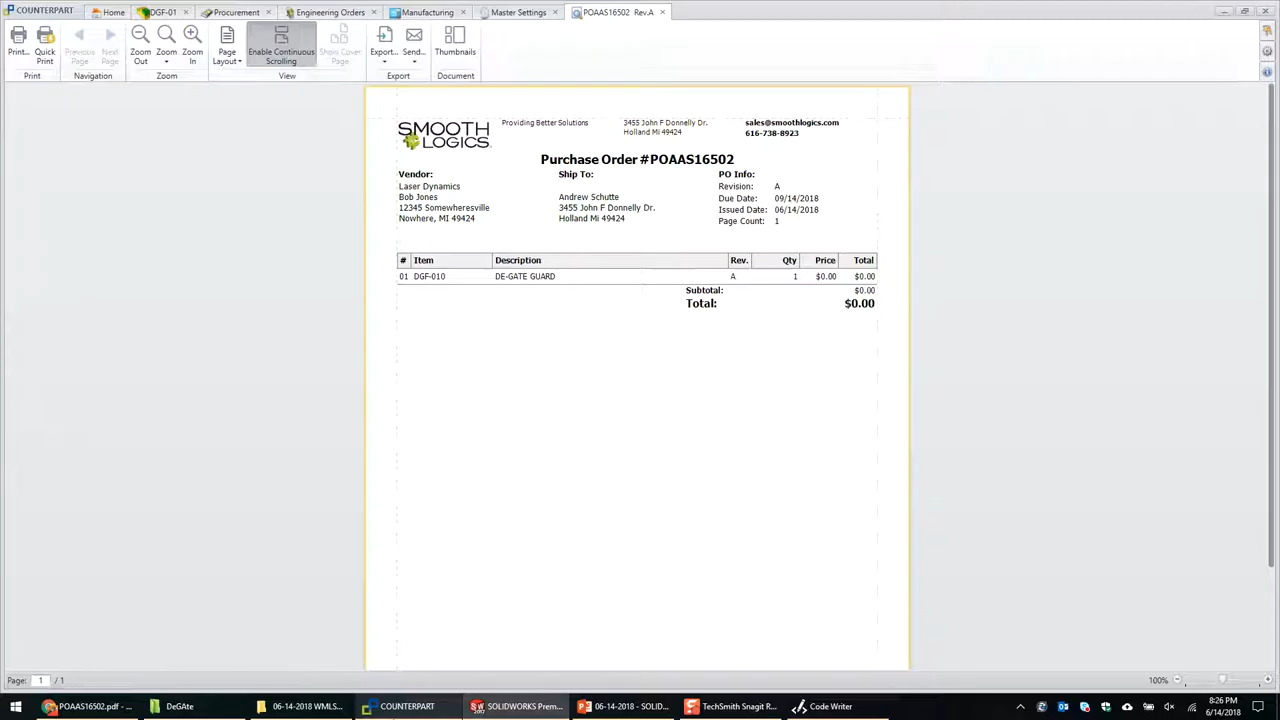 COUNTERPART Home DGF-01 Procurement Engineering Orders Manufacturing Master Settings POAAS16502 Rev.A
Print... Quick Print Previous Page Next Page Zoom Out Zoom Zoom In Page Layout Enable Continuous Scrolling Show Cover Page Export... Send... Thumbnails
Print Navigation Zoom View Export Document
SMOOTH LOGICS
Providing Better Solutions 3455 John F Donnelly Dr. sales@smoothlogics.com
Holland Mi 49424 616-738-8923
Purchase Order #POAAS16502
Vendor: Ship To: PO Info:
Laser Dynamics Revision: A
Bob Jones Andrew Schutte Due Date: 09/14/2018
12345 Somewheresville 3455 John F Donnelly Dr. Issued Date: 06/14/2018
Nowhere, MI 49424 Holland Mi 49424 Page Count: 1
# Item Description Rev. Qty Price Total
01 DGF-010 DE-GATE GUARD A 1 $0.00 $0.00
Subtotal: $0.00
Total: $0.00
Page: 1 / 1 100%
POAAS16502.pdf - ... DeGAte 06-14-2018 WMLS... COUNTERPART SOLIDWORKS Prem... 06-14-2018 - SOLID... TechSmith Snagit R... Code Writer 8:26 PM
6/14/2018